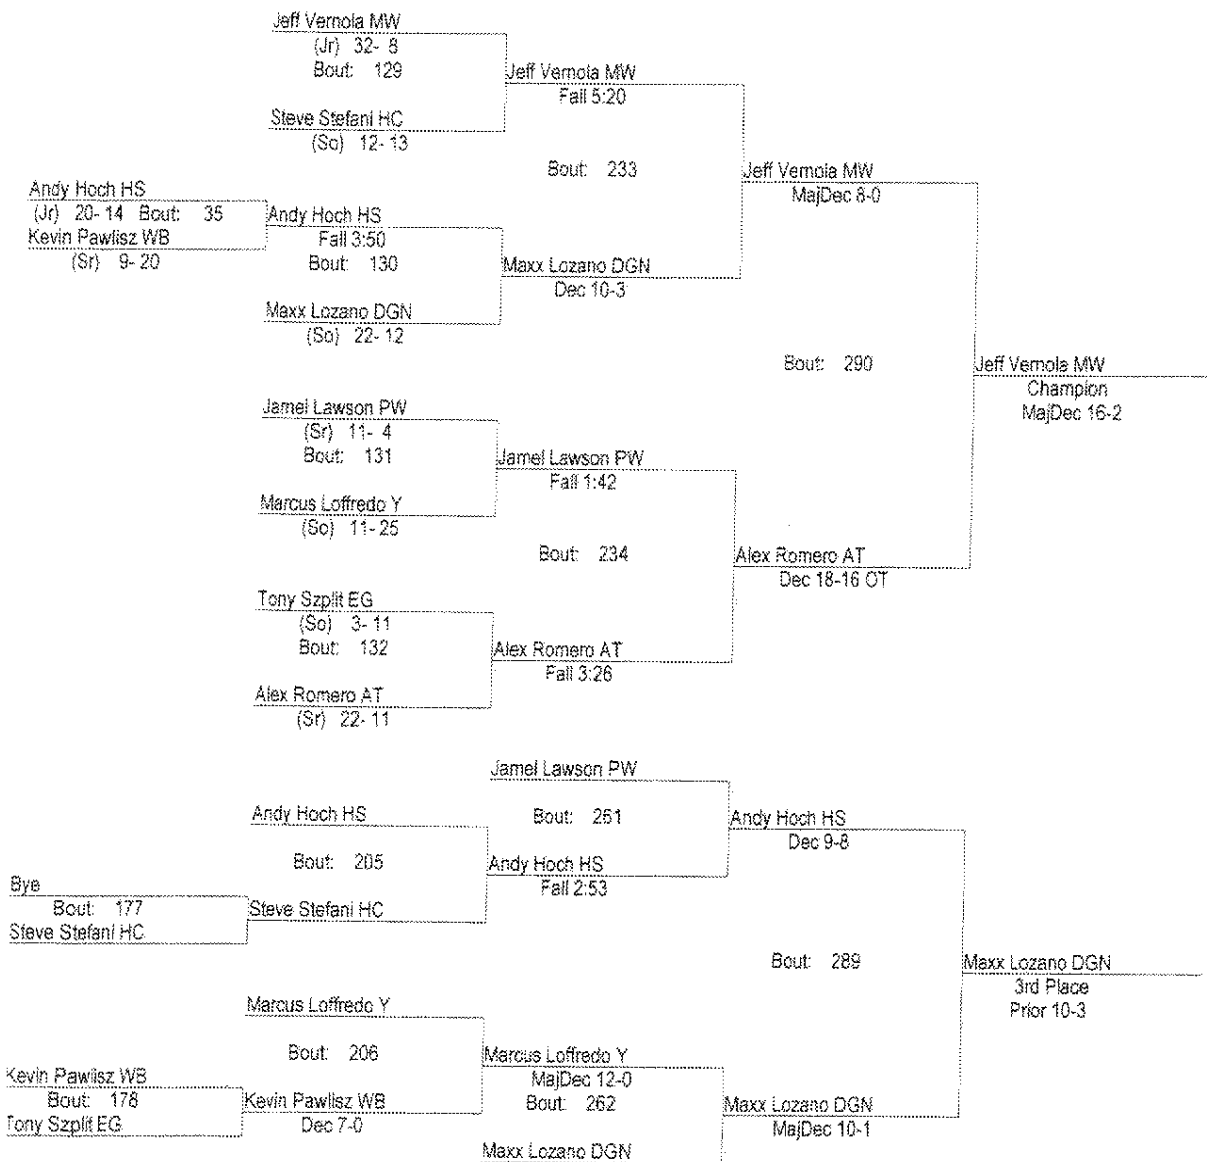 Jeff Vernola MW
(Jr) 32- 8
Bout: 129
Jeff Vernola MW
Fall 5:20
Steve Stefani HC
(So) 12- 13
Bout: 233
Jeff Vernola MW
MajDec 8-0
Andy Hoch HS
(Jr) 20- 14 Bout: 35
Kevin Pawlisz WB
(Sr) 9- 20
Andy Hoch HS
Fall 3:50
Bout: 130
Maxx Lozano DGN
Dec 10-3
Maxx Lozano DGN
(So) 22- 12
Bout: 290
Jeff Vernola MW
Champion
MajDec 16-2
Jamel Lawson PW
(Sr) 11- 4
Bout: 131
Jamel Lawson PW
Fall 1:42
Marcus Loffredo Y
(So) 11- 25
Bout: 234
Alex Romero AT
Dec 18-16 OT
Tony Szplit EG
(So) 3- 11
Bout: 132
Alex Romero AT
Fall 3:26
Alex Romero AT
(Sr) 22- 11
Jamel Lawson PW
Andy Hoch HS
Bout: 261
Andy Hoch HS
Dec 9-8
Bout: 205
Andy Hoch HS
Fall 2:53
Bye
Bout: 177
Steve Stefani HC
Steve Stefani HC
Bout: 289
Maxx Lozano DGN
3rd Place
Prior 10-3
Marcus Loffredo Y
Bout: 206
Marcus Loffredo Y
MajDec 12-0
Bout: 262
Kevin Pawlisz WB
Bout: 178
Tony Szplit EG
Kevin Pawlisz WB
Dec 7-0
Maxx Lozano DGN
MajDec 10-1
Maxx Lozano DGN